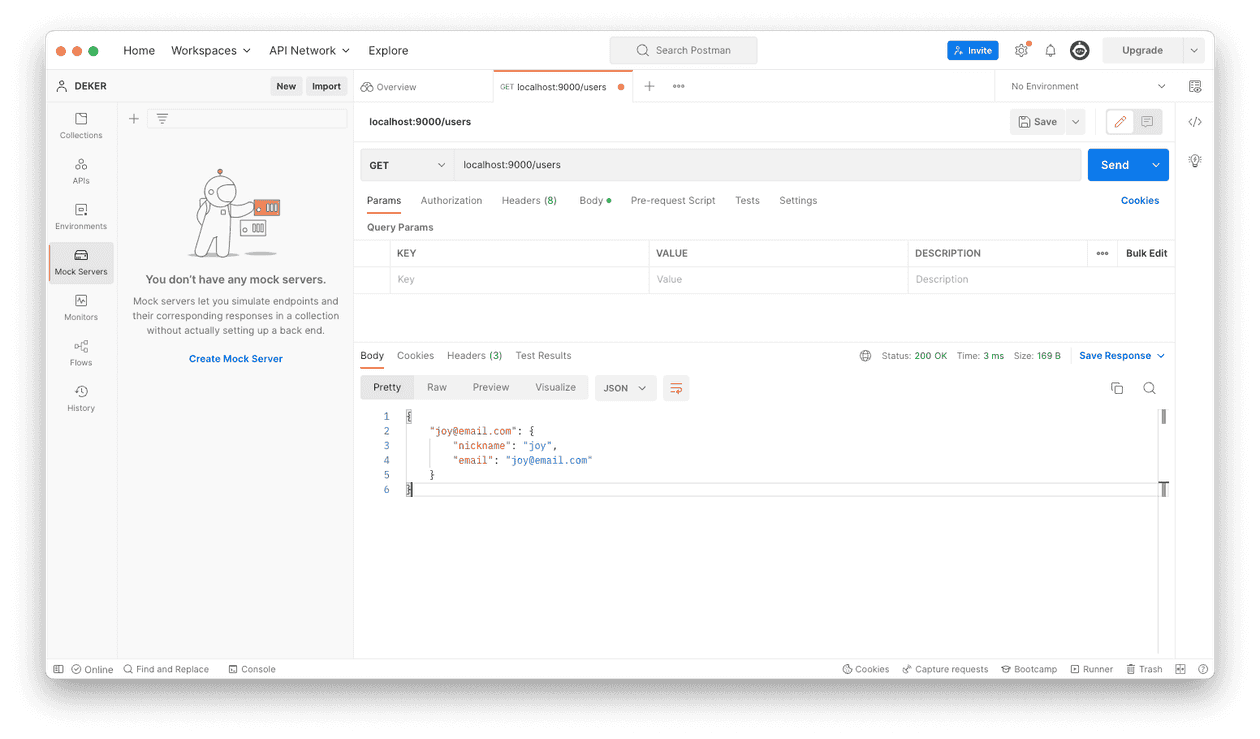 Home Workspaces API Network Explore Search Postman Invite Upgrade
DEKER New Import Overview GET localhost:9000/users No Environment
localhost:9000/users Save
GET localhost:9000/users Send
Params Authorization Headers (8) Body Pre-request Script Tests Settings Cookies
Query Params
KEY VALUE DESCRIPTION Bulk Edit
Key Value Description
Collections
APIs
Environments
Mock Servers
Monitors
Flows
History
You don't have any mock servers.
Mock servers let you simulate endpoints and
their corresponding responses in a collection
without actually setting up a back end.
Create Mock Server
Body Cookies Headers (3) Test Results Status: 200 OK Time: 3 ms Size: 169 B Save Response
Pretty Raw Preview Visualize JSON
1 {
2 "joy@email.com": {
3 "nickname": "joy",
4 "email": "joy@email.com"
5 }
6 }
Online Find and Replace Console Cookies Capture requests Bootcamp Runner Trash